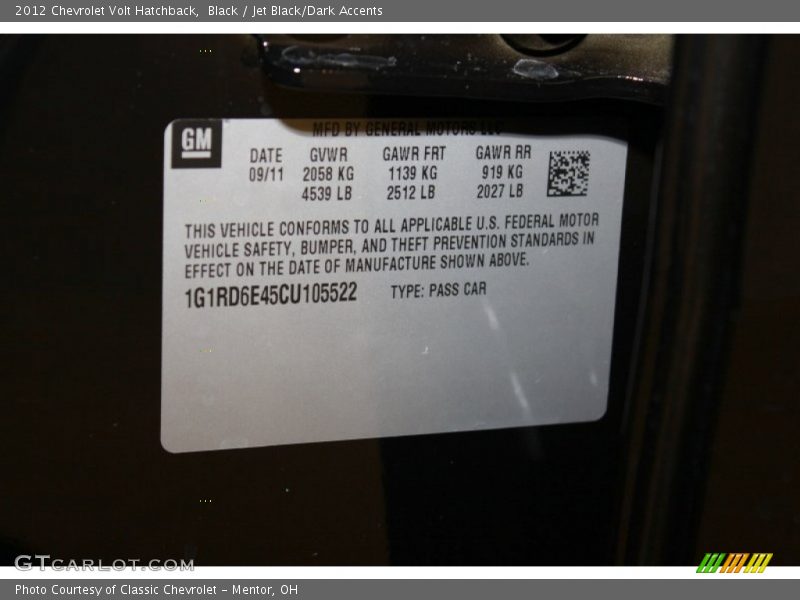 2012 Chevrolet Volt Hatchback, Black / Jet Black/Dark Accents
MFD BY GENERAL MOTORS LLC
GM
DATE GVWR GAWR FRT GAWR RR
09/11 2058 KG 1139 KG 919 KG
4539 LB 2512 LB 2027 LB
THIS VEHICLE CONFORMS TO ALL APPLICABLE U.S. FEDERAL MOTOR
VEHICLE SAFETY, BUMPER, AND THEFT PREVENTION STANDARDS IN
EFFECT ON THE DATE OF MANUFACTURE SHOWN ABOVE.
1G1RD6E45CU105522 TYPE: PASS CAR
GTCARLOT.COM
Photo Courtesy of Classic Chevrolet - Mentor, OH